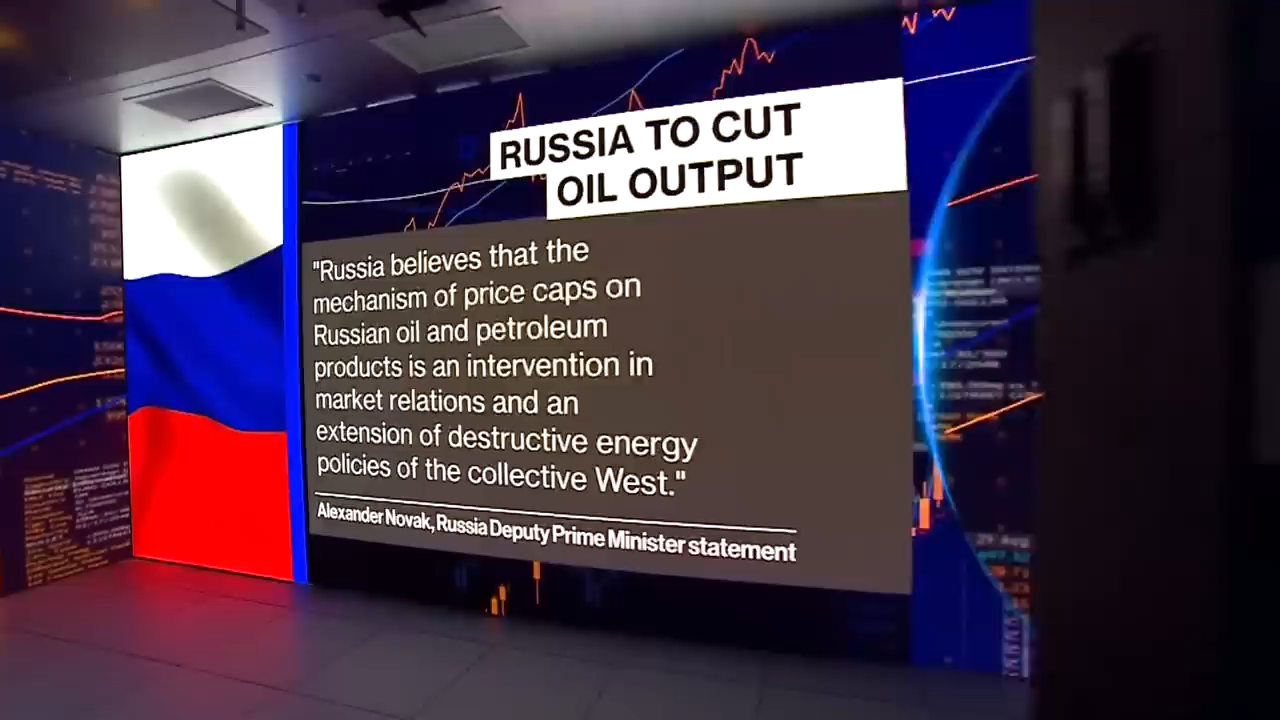 RUSSIA TO CUT
OIL OUTPUT
"Russia believes that the
mechanism of price caps on
Russian oil and petroleum
products is an intervention in
market relations and an
extension of destructive energy
policies of the collective West."
Alexander Novak, Russia Deputy Prime Minister statement